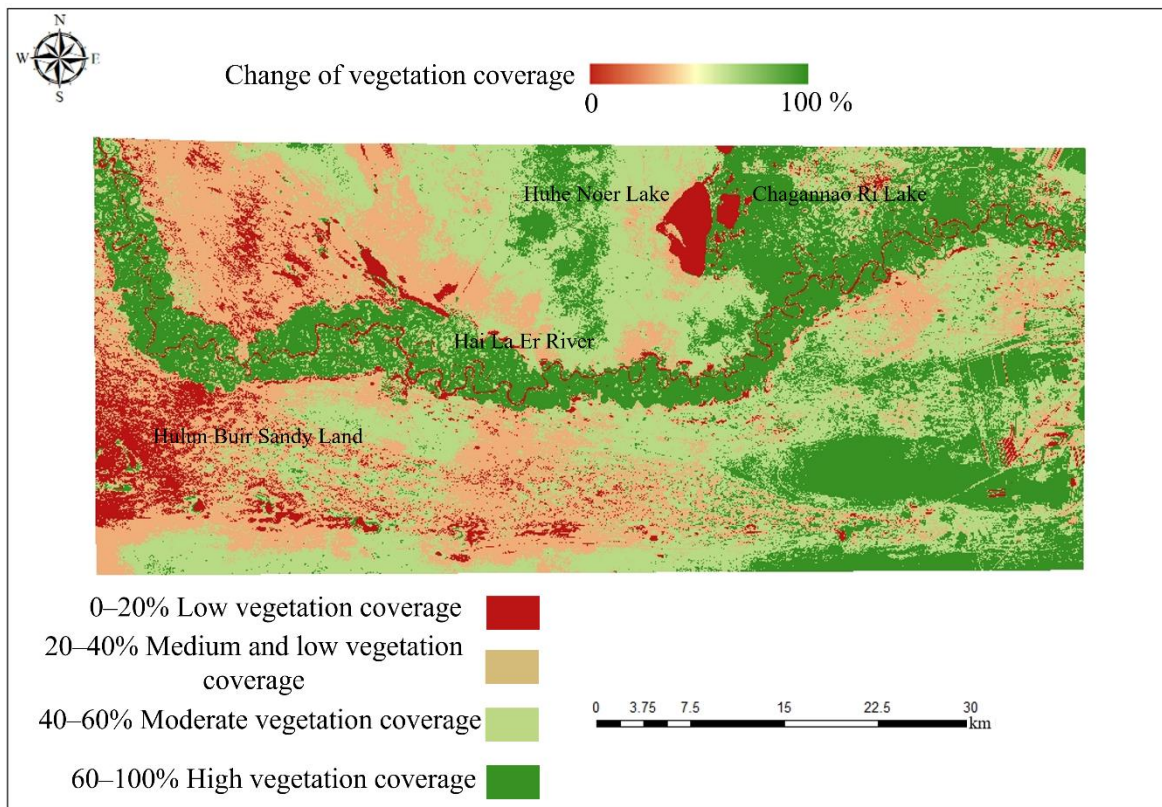 N
W E
S
Change of vegetation coverage
0 100 %
Huhe Noer Lake
Chagannao Ri Lake
Hai La Er River
Hulun Buir Sandy Land
0–20% Low vegetation coverage
20–40% Medium and low vegetation
coverage
40–60% Moderate vegetation coverage
60–100% High vegetation coverage
0 3.75 7.5 15 22.5 30
km